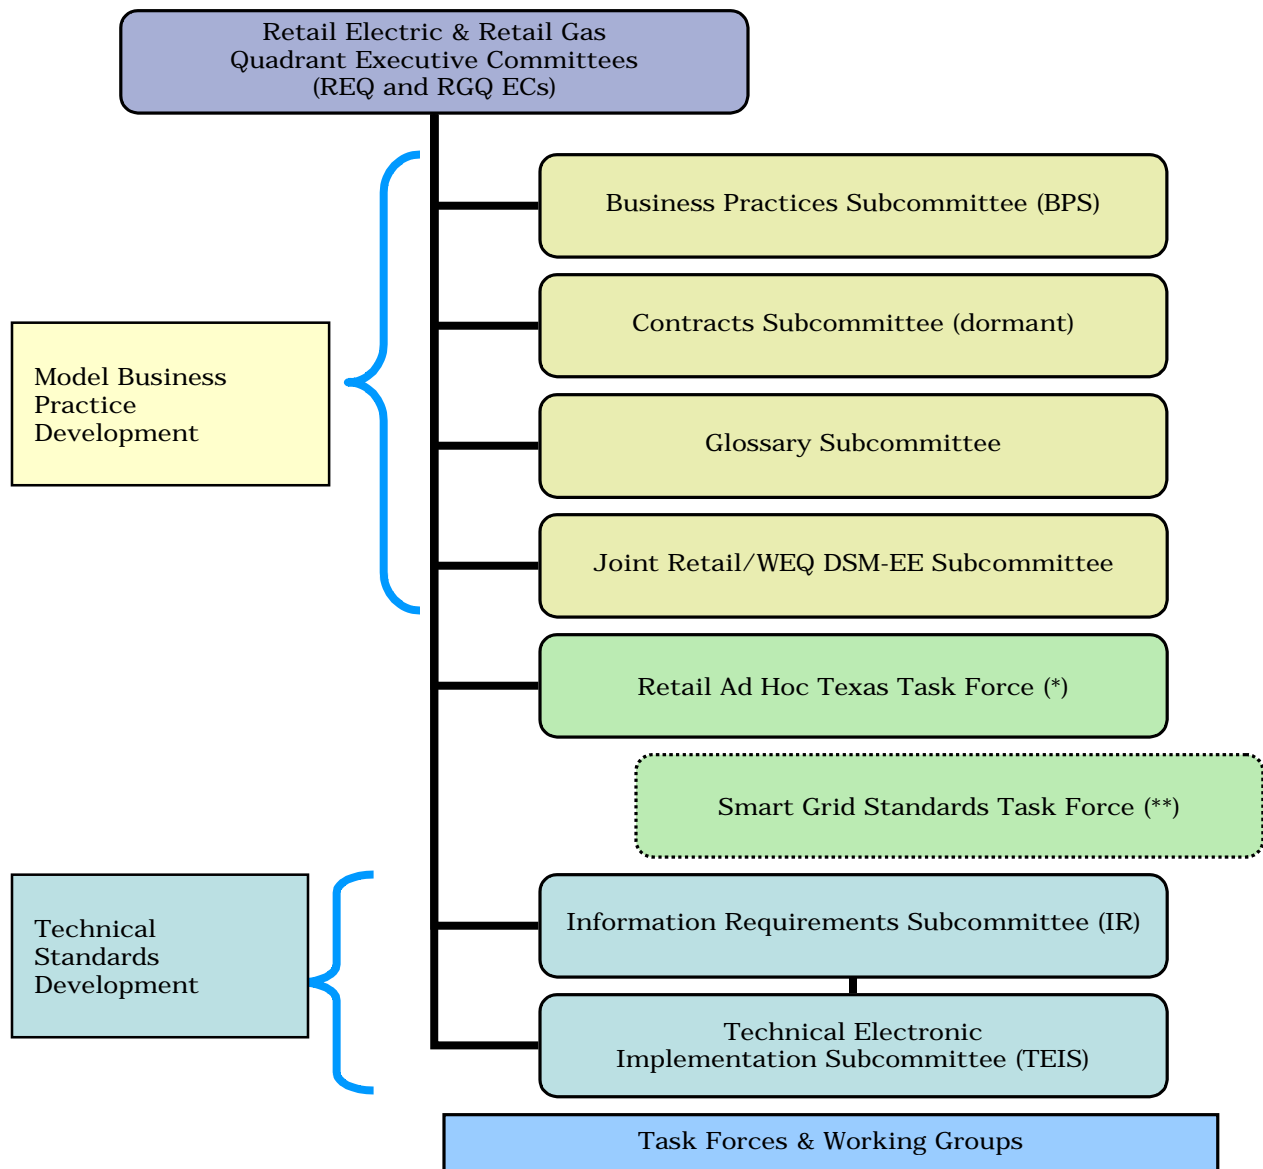 Retail Electric & Retail Gas
Quadrant Executive Committees
(REQ and RGQ ECs)
Business Practices Subcommittee (BPS)
Contracts Subcommittee (dormant)
Model Business
Practice
Development
Glossary Subcommittee
Joint Retail/WEQ DSM-EE Subcommittee
Retail Ad Hoc Texas Task Force (*)
Smart Grid Standards Task Force (**)
Technical
Standards
Development
Information Requirements Subcommittee (IR)
Technical Electronic
Implementation Subcommittee (TEIS)
Task Forces & Working Groups